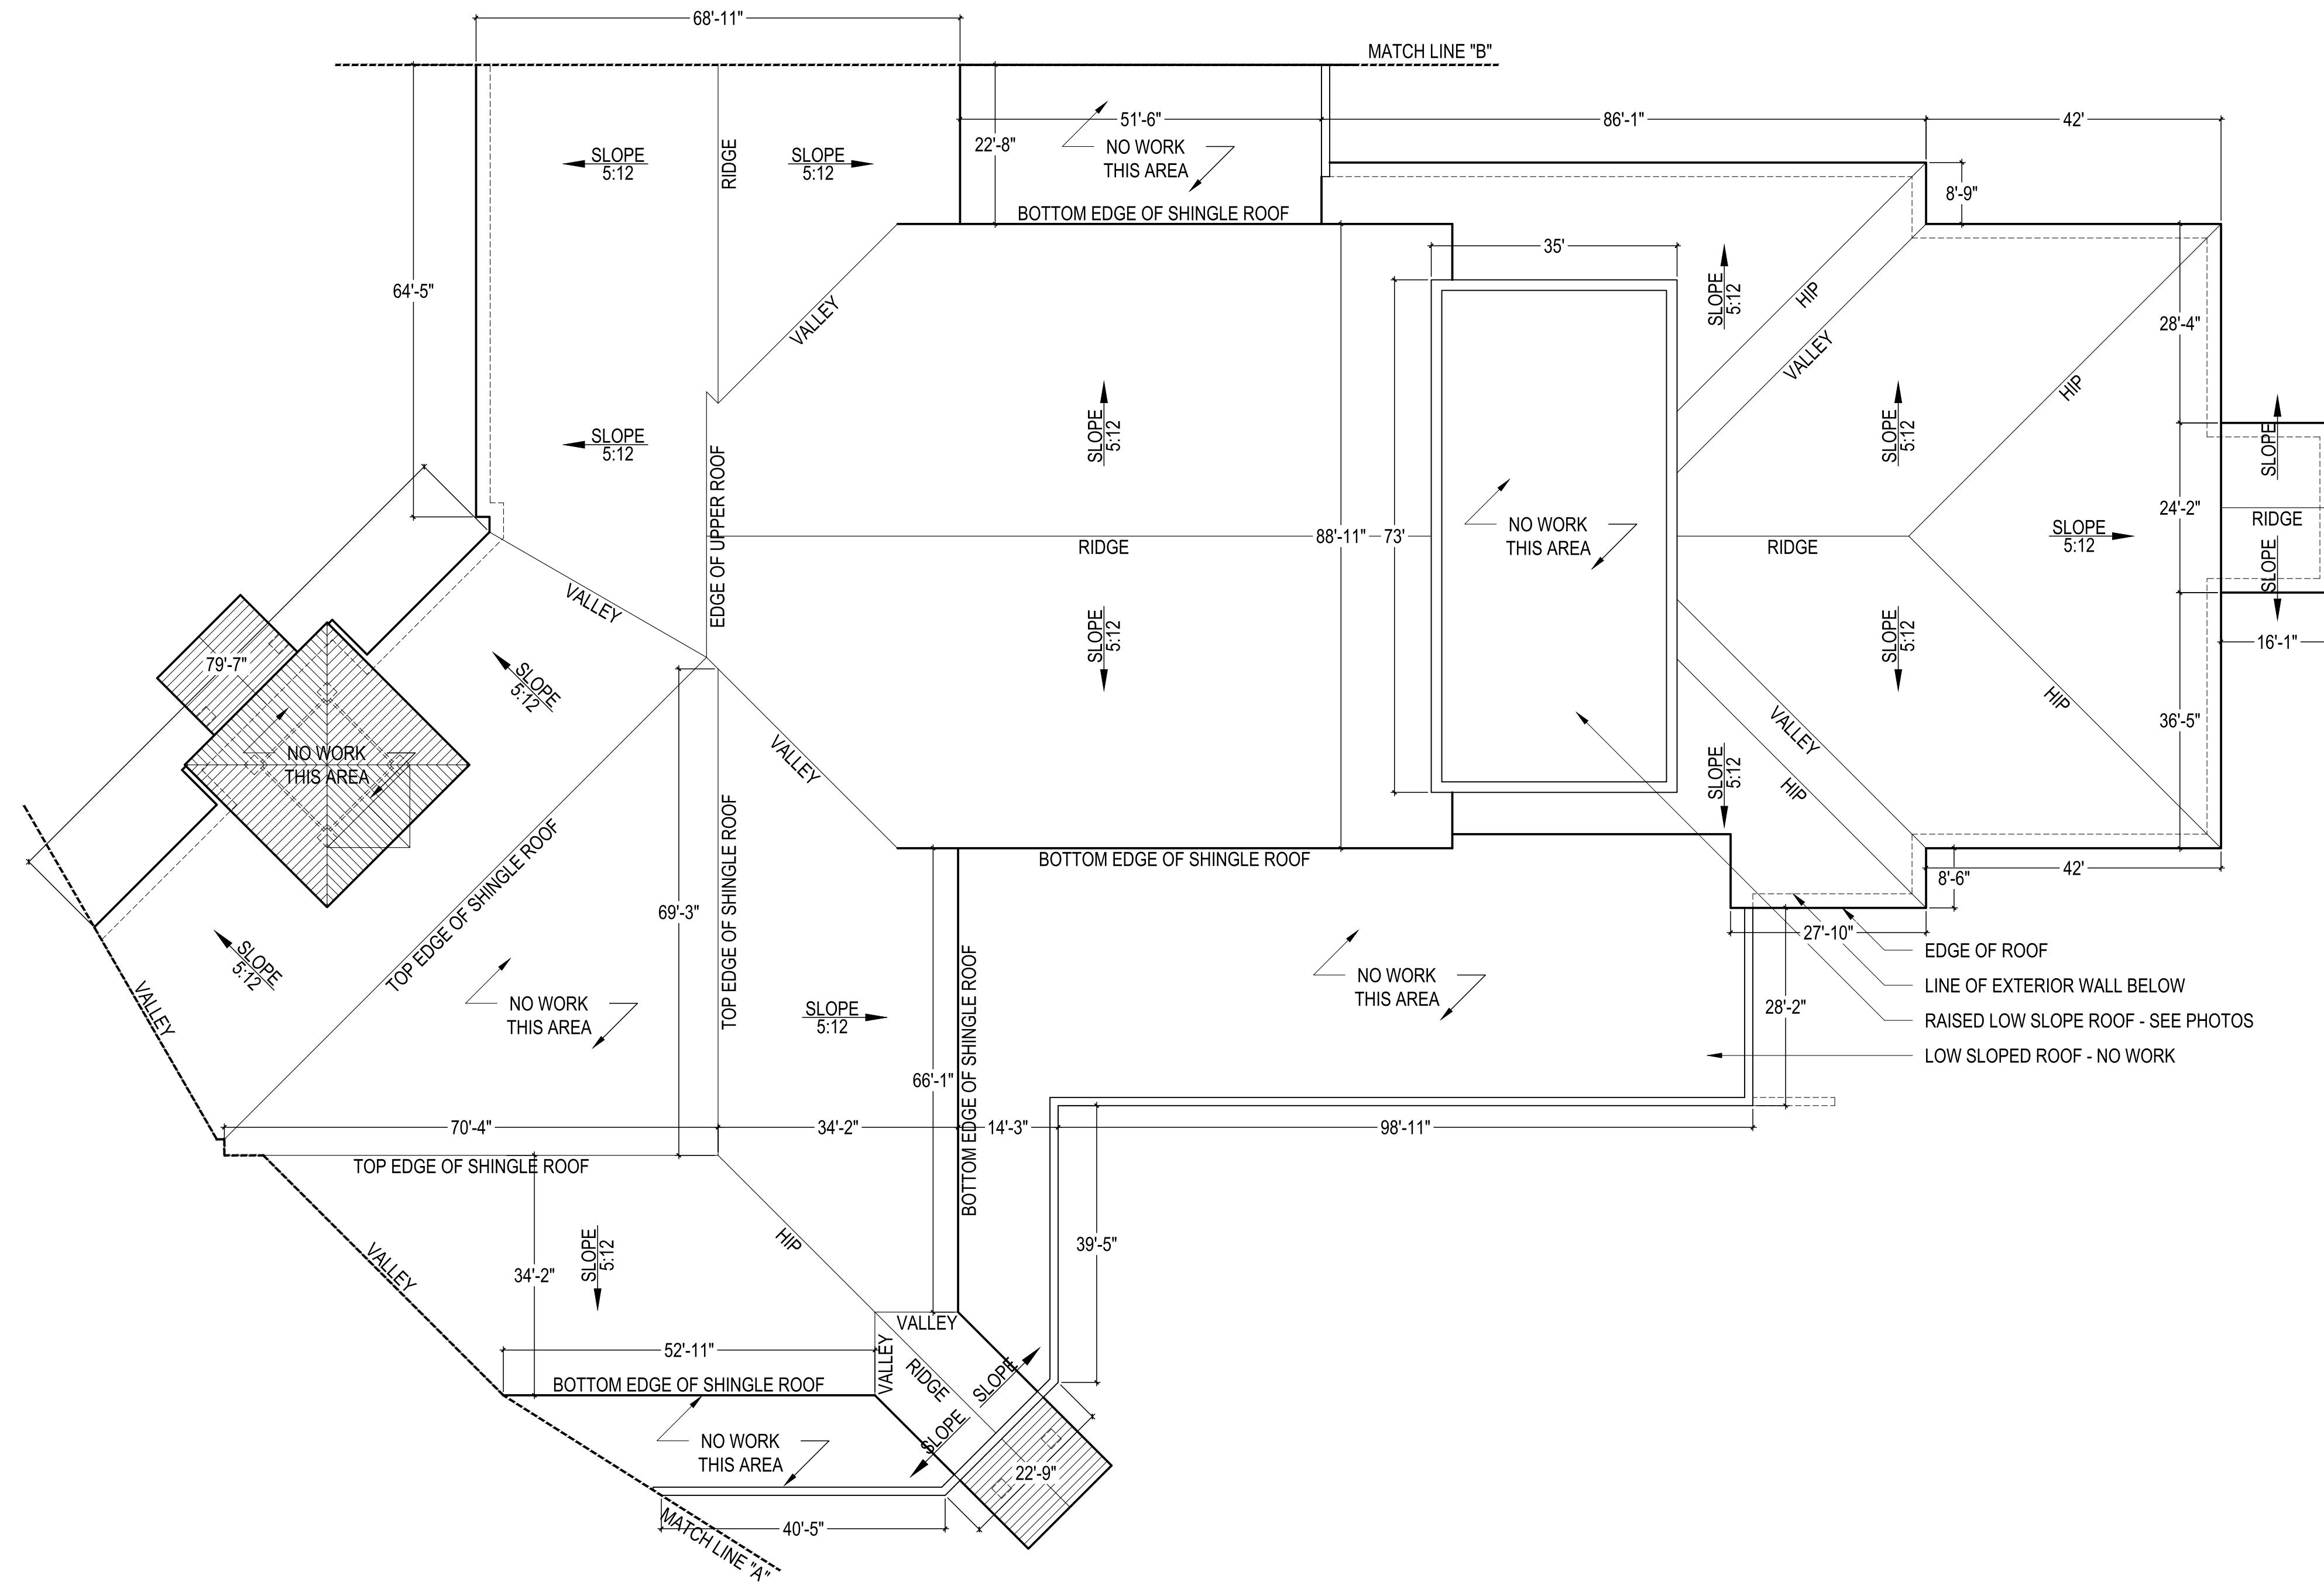 68'-11"
MATCH LINE "B"
51'-6"
86'-1"
42'
22'-8"
NO WORK
THIS AREA
SLOPE
5:12
RIDGE
SLOPE
5:12
8'-9"
BOTTOM EDGE OF SHINGLE ROOF
35'
64'-5"
SLOPE
5:12
HIP
VALLEY
28'-4"
VALLEY
HIP
SLOPE
5:12
SLOPE
5:12
SLOPE
5:12
SLOPE
EDGE OF UPPER ROOF
24'-2"
RIDGE
NO WORK
THIS AREA
SLOPE
5:12
RIDGE
88'-11"
73'
RIDGE
SLOPE
VALLEY
SLOPE
5:12
SLOPE
5:12
SLOPE
5:12
16'-1"
79'-7"
HIP
36'-5"
VALLEY
NO WORK
THIS AREA
VALLEY
SLOPE
5:12
HIP
TOP EDGE OF SHINGLE ROOF
TOP EDGE OF SHINGLE ROOF
BOTTOM EDGE OF SHINGLE ROOF
42'
8'-6"
69'-3"
27'-10"
EDGE OF ROOF
SLOPE
5:12
NO WORK
THIS AREA
LINE OF EXTERIOR WALL BELOW
VALLEY
NO WORK
THIS AREA
SLOPE
5:12
28'-2"
RAISED LOW SLOPE ROOF - SEE PHOTOS
LOW SLOPED ROOF - NO WORK
66'-1"
BOTTOM EDGE OF SHINGLE ROOF
70'-4"
34'-2"
14'-3"
98'-11"
TOP EDGE OF SHINGLE ROOF
SLOPE
5:12
HIP
39'-5"
VALLEY
34'-2"
VALLEY
52'-11"
VALLEY
RIDGE
SLOPE
BOTTOM EDGE OF SHINGLE ROOF
SLOPE
NO WORK
THIS AREA
22'-9"
40'-5"
MATCH LINE "A"